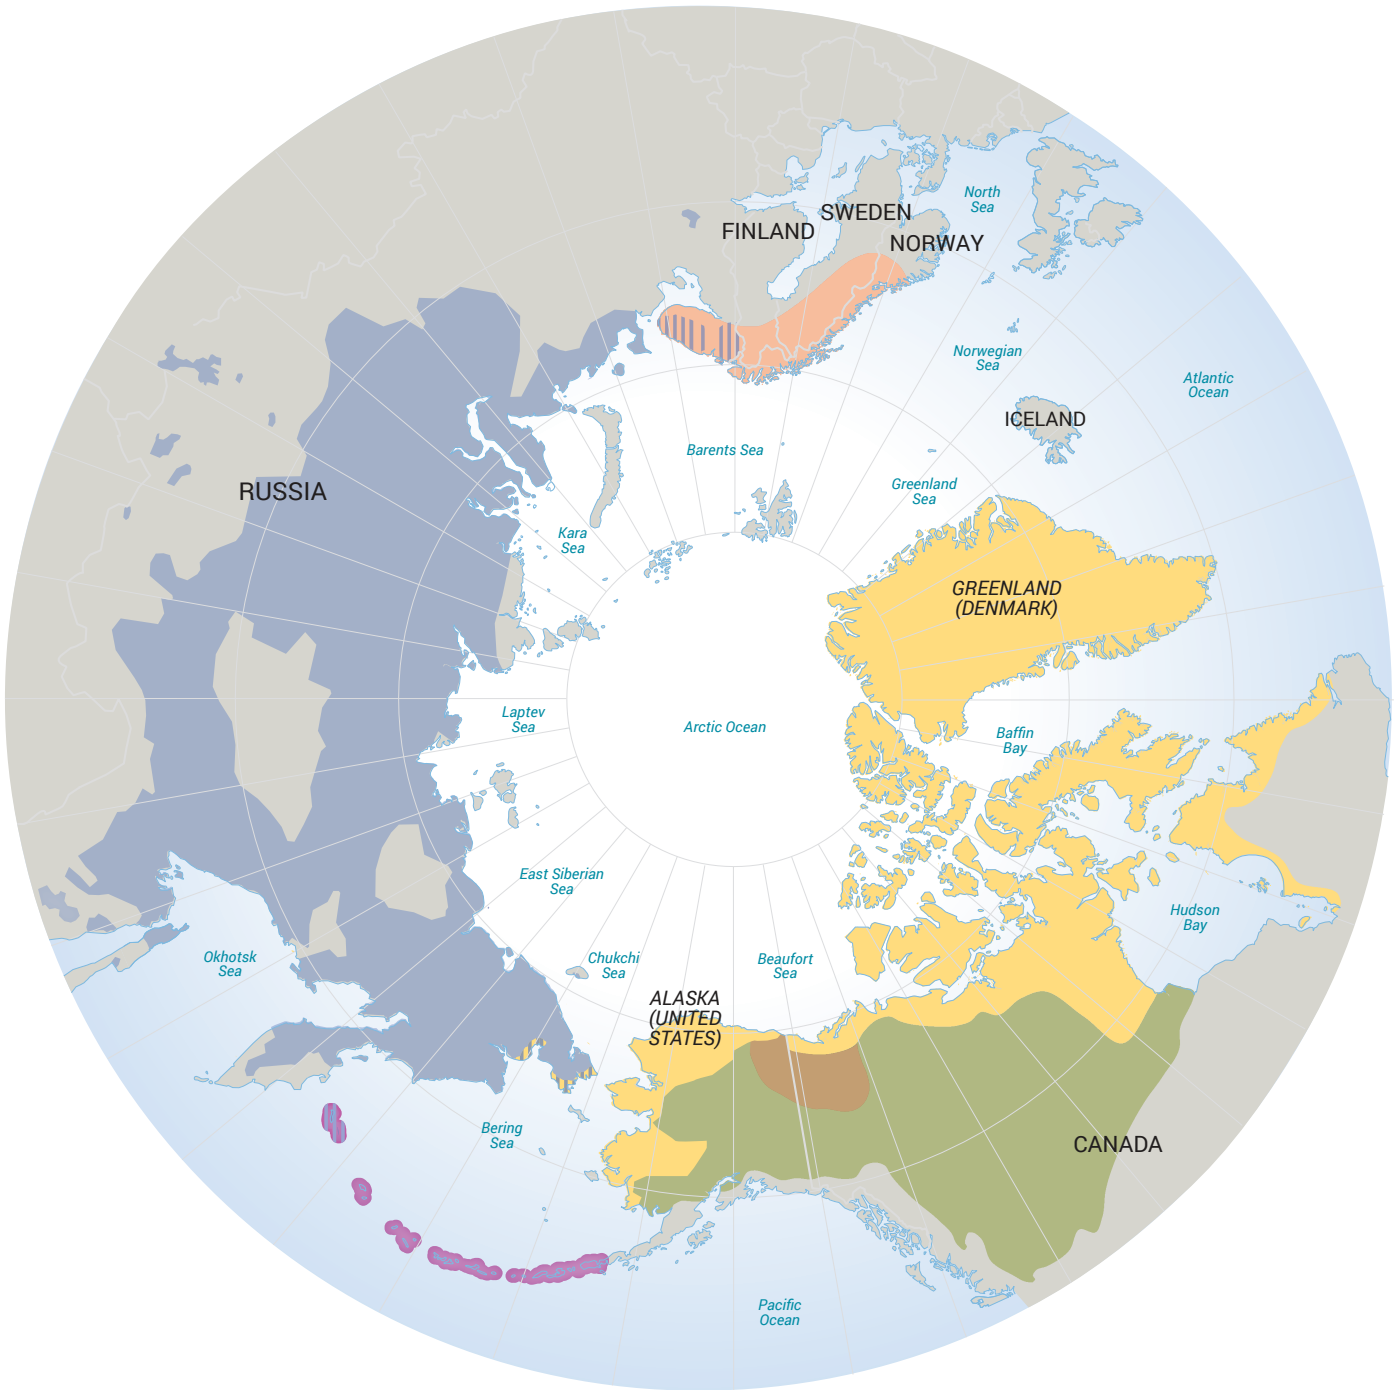 North
Sea
SWEDEN
FINLAND
NORWAY
Norwegian
Sea
Atlantic
Ocean
ICELAND
Barents Sea
Greenland
Sea
RUSSIA
Kara
Sea
GREENLAND
(DENMARK)
Laptev
Sea
Arctic Ocean
Baffin
Bay
East Siberian
Sea
Hudson
Bay
Okhotsk
Sea
Chukchi
Sea
Beaufort
Sea
ALASKA
(UNITED
STATES)
Bering
Sea
CANADA
Pacific
Ocean